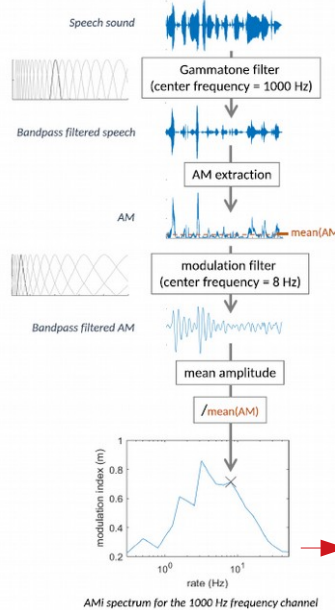 Speech sound
Gammatone filter
(center frequency = 1000 Hz)
Bandpass filtered speech
AM extraction
AM
mean(AM
modulation filter
(center frequency = 8 Hz)
Bandpass filtered AM
mean amplitude
/mean(AM)
1
0.8
0.6
0.4
0.2
modulation index (m)
10⁰
10¹
rate (Hz)
AMi spectrum for the 1000 Hz frequency channel